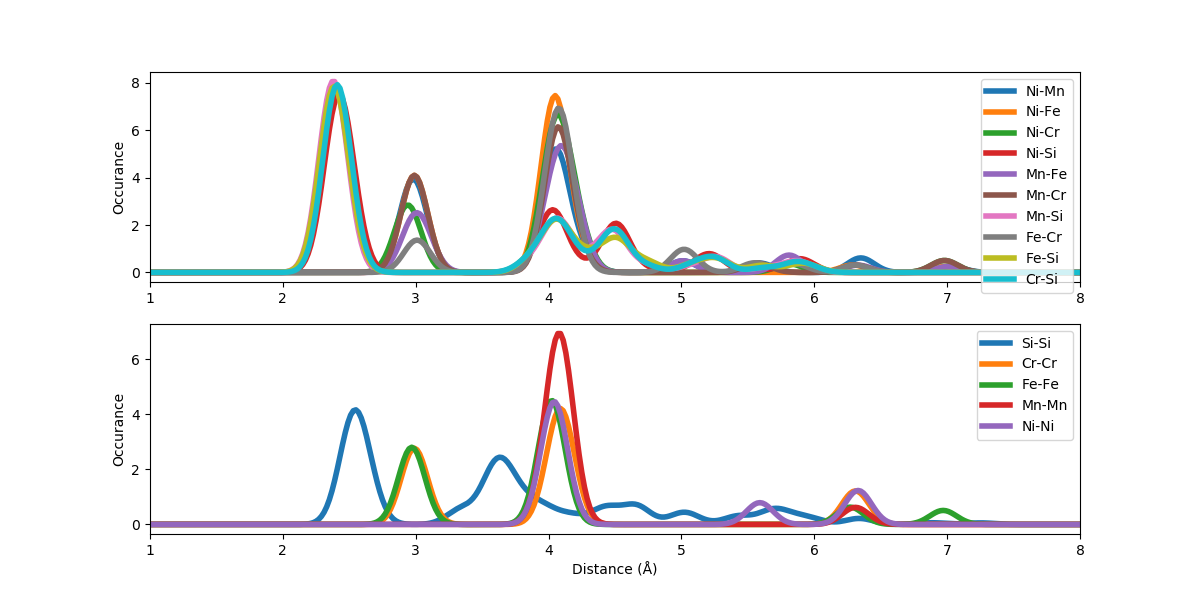 8
6
4
2
0
Occurance
Ni-Mn
Ni-Fe
Ni-Cr
Ni-Si
Mn-Fe
Mn-Cr
Mn-Si
Fe-Cr
Fe-Si
Cr-Si
1 2 3 4 5 6 7 8
6
4
2
0
Occurance
Si-Si
Cr-Cr
Fe-Fe
Mn-Mn
Ni-Ni
1 2 3 4 5 6 7 8
Distance (Å)